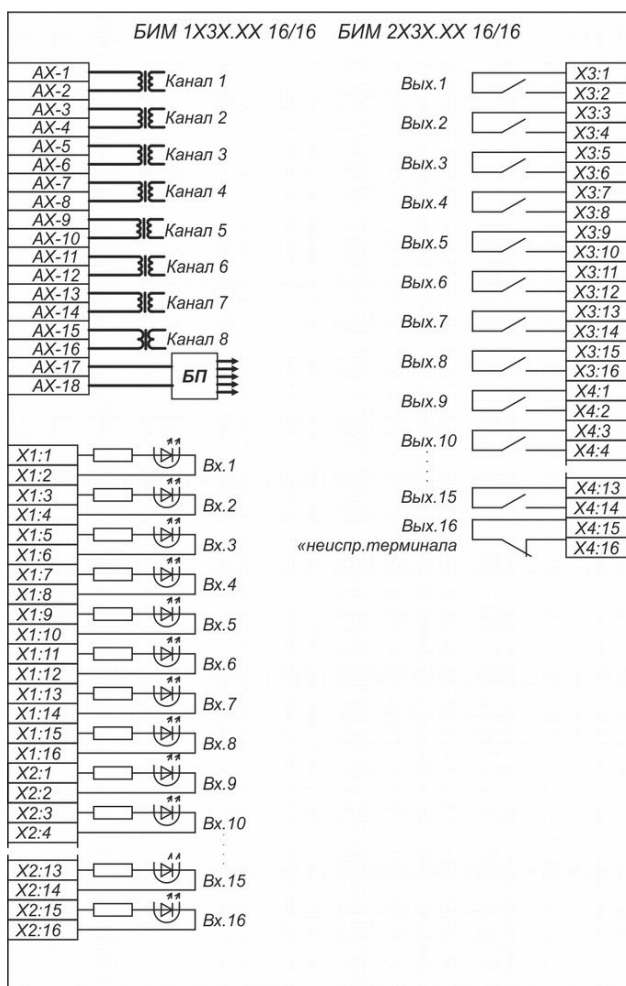 БИМ 1X3X.XX 16/16 БИМ 2X3X.XX 16/16
AX-1
AX-2
Канал 1
AX-3
AX-4
Канал 2
AX-5
AX-6
Канал 3
AX-7
AX-8
Канал 4
AX-9
AX-10
Канал 5
AX-11
AX-12
Канал 6
AX-13
AX-14
Канал 7
AX-15
AX-16
Канал 8
AX-17
AX-18
БП
X1:1
X1:2
Вх.1
X1:3
X1:4
Вх.2
X1:5
X1:6
Вх.3
X1:7
X1:8
Вх.4
X1:9
X1:10
Вх.5
X1:11
X1:12
Вх.6
X1:13
X1:14
Вх.7
X1:15
X1:16
Вх.8
X2:1
X2:2
Вх.9
X2:3
X2:4
Вх.10
X2:13
X2:14
Вх.15
X2:15
X2:16
Вх.16
Вых.1
X3:1
X3:2
Вых.2
X3:3
X3:4
Вых.3
X3:5
X3:6
Вых.4
X3:7
X3:8
Вых.5
X3:9
X3:10
Вых.6
X3:11
X3:12
Вых.7
X3:13
X3:14
Вых.8
X3:15
X3:16
Вых.9
X4:1
X4:2
Вых.10
X4:3
X4:4
Вых.15
X4:13
X4:14
Вых.16
«неиспр.терминала
X4:15
X4:16